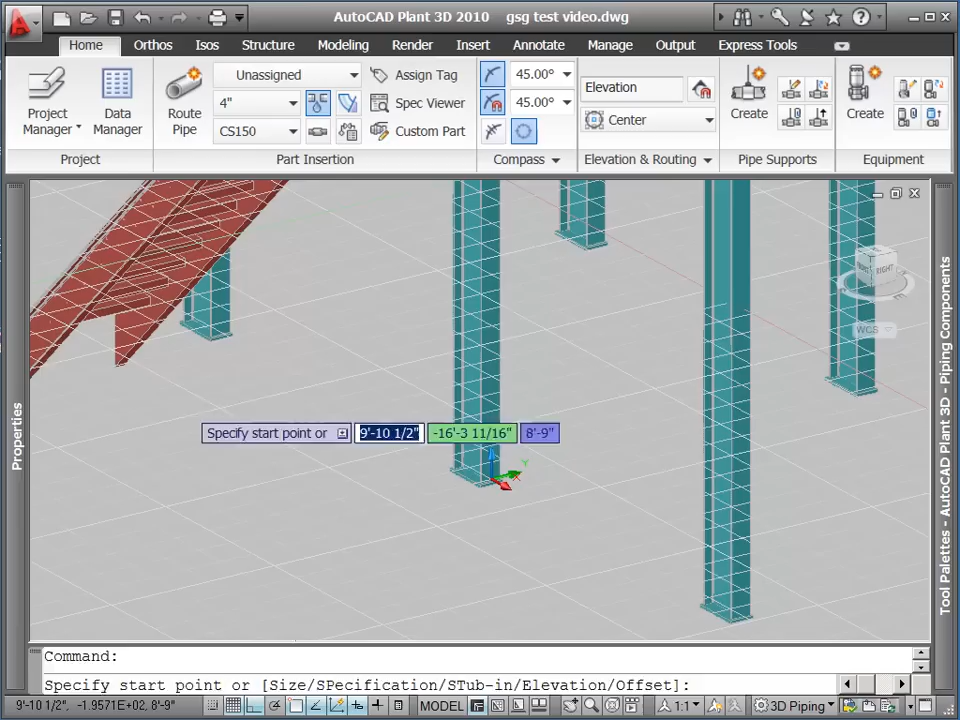 AutoCAD Plant 3D 2010 gsg test video.dwg
Home Orthos Isos Structure Modeling Render Insert Annotate Manage Output Express Tools
Project Manager
Data Manager
Route Pipe
Unassigned
4"
CS150
Assign Tag
Spec Viewer
Custom Part
45.00°
45.00°
Elevation
Center
Create
Create
Project Part Insertion Compass Elevation & Routing Pipe Supports Equipment
RIGHT
WCS
Properties
Tool Palettes - AutoCAD Plant 3D - Piping Components
Specify start point or 9'-10 1/2" -16'-3 11/16" 8'-9"
Y
X
Command:
Specify start point or [Size/SPecification/STub-in/Elevation/Offset]:
9'-10 1/2", -1.9571E+02, 8'-9" MODEL 1:1 3D Piping